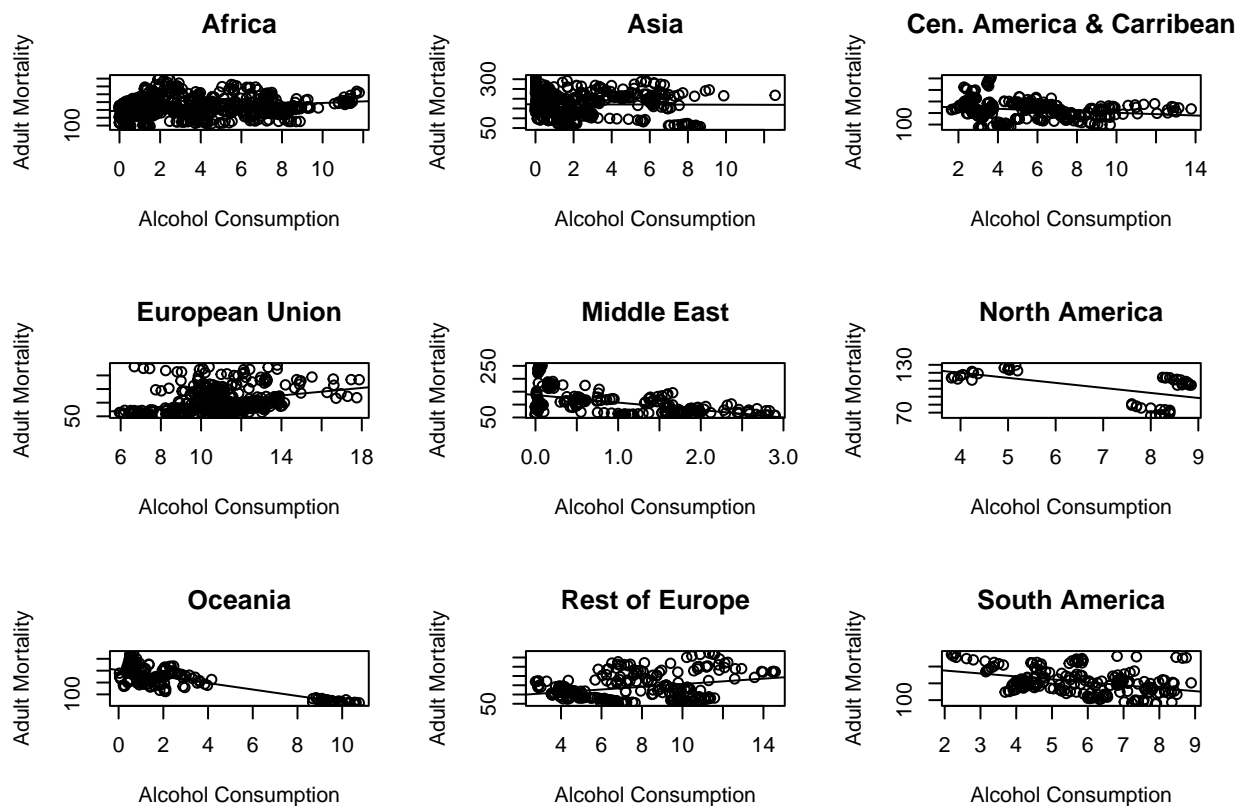 Africa
Adult Mortality
100
0 2 4 6 8 10
Alcohol Consumption
Asia
Adult Mortality
50 300
0 2 4 6 8 10
Alcohol Consumption
Cen. America & Carribean
Adult Mortality
100
2 4 6 8 10 14
Alcohol Consumption
European Union
Adult Mortality
50
6 8 10 14 18
Alcohol Consumption
Middle East
Adult Mortality
50 250
0.0 1.0 2.0 3.0
Alcohol Consumption
North America
Adult Mortality
70 130
4 5 6 7 8 9
Alcohol Consumption
Oceania
Adult Mortality
100
0 2 4 6 8 10
Alcohol Consumption
Rest of Europe
Adult Mortality
50
4 6 8 10 14
Alcohol Consumption
South America
Adult Mortality
100
2 3 4 5 6 7 8 9
Alcohol Consumption